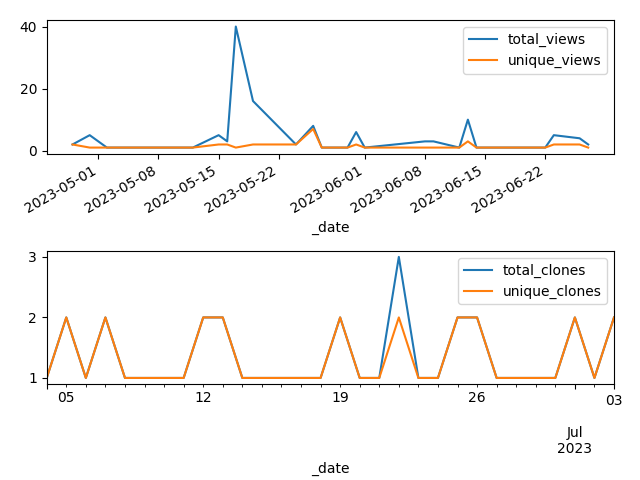 40
20
0
total_views
unique_views
2023-05-01
2023-05-08
2023-05-15
2023-05-22
2023-06-01
2023-06-08
2023-06-15
2023-06-22
_date
3
2
1
total_clones
unique_clones
05
12
19
26
03
Jul
2023
_date